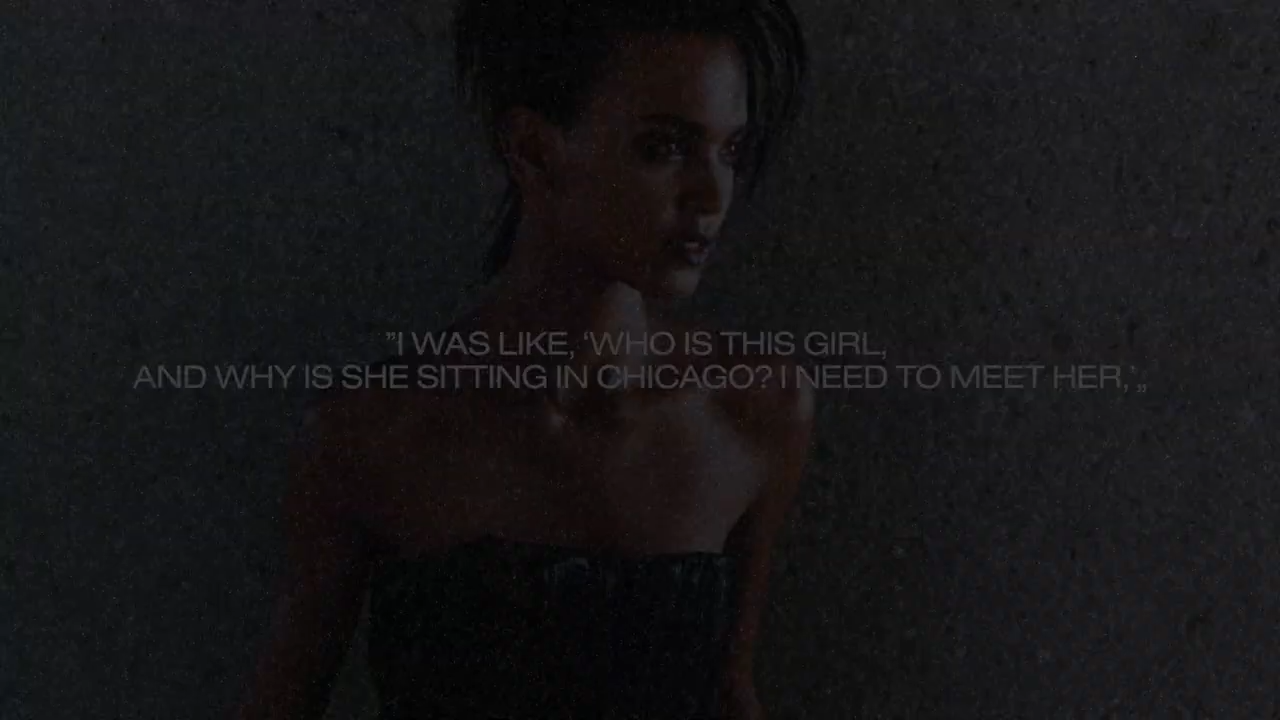 ”I WAS LIKE, ‘WHO IS THIS GIRL,
AND WHY IS SHE SITTING IN CHICAGO? I NEED TO MEET HER,’„